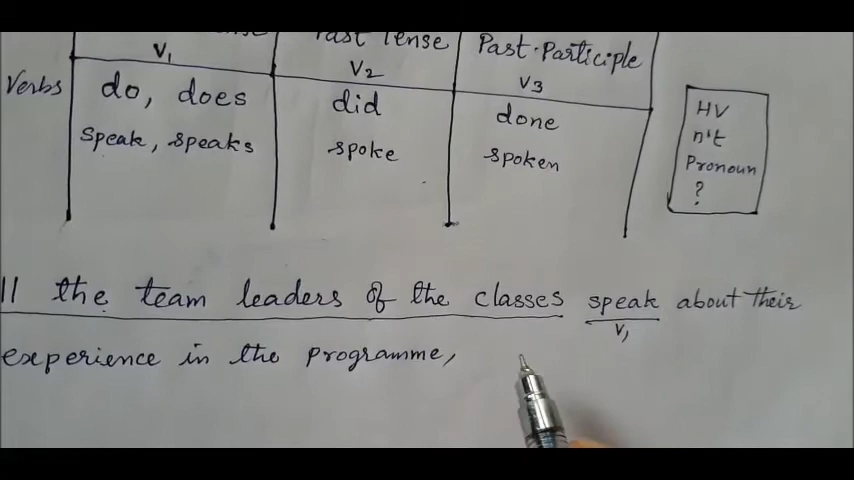 Past Tense Past-Participle
V1 V2 V3
Verbs do, does did done
speak, speaks spoke spoken
HV
n't
Pronoun
?
the team leaders of the classes speak about their
V1
experience in the programme,